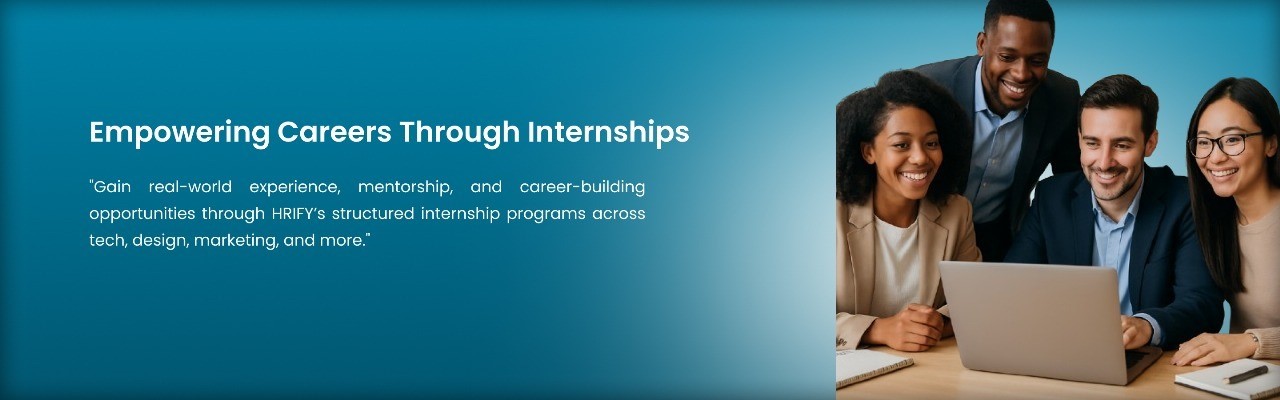 Empowering Careers Through Internships
"Gain real-world experience, mentorship, and career-building
opportunities through HRIFY's structured internship programs across
tech, design, marketing, and more."